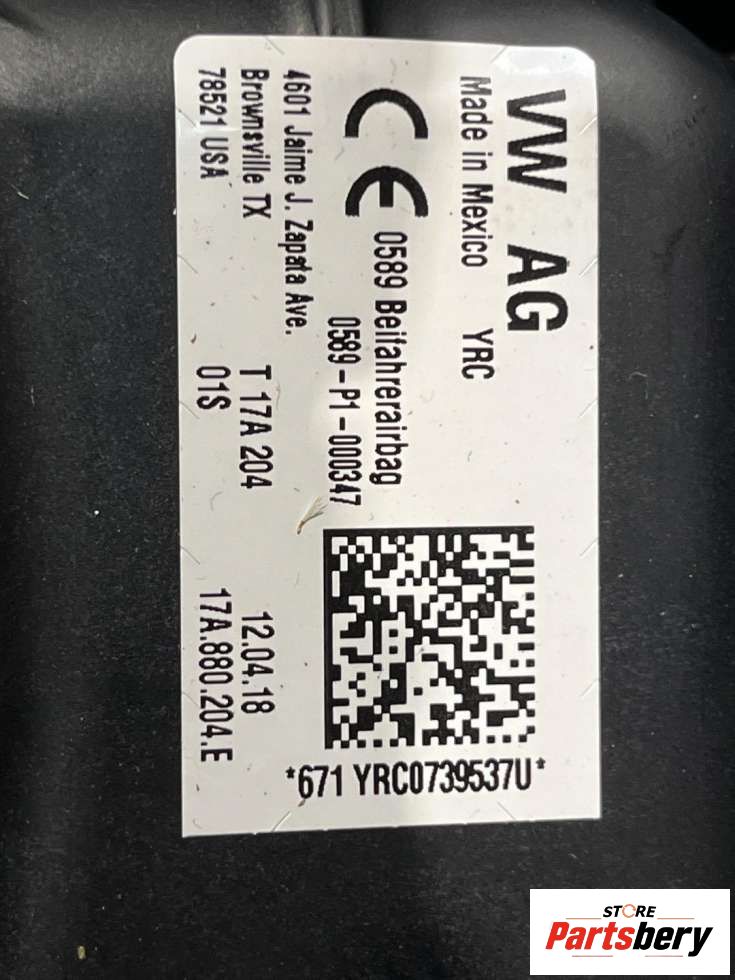 VW AG
Made in Mexico YRC
CE 0589 Beifahrerairbag
0589-P1-000347
4601 Jaime J. Zapata Ave.
Brownsville TX
78521 USA
T 17A 204
01S
12.04.18
17A.880.204.E
*671 YRC0739537U*
STORE
Partsbery